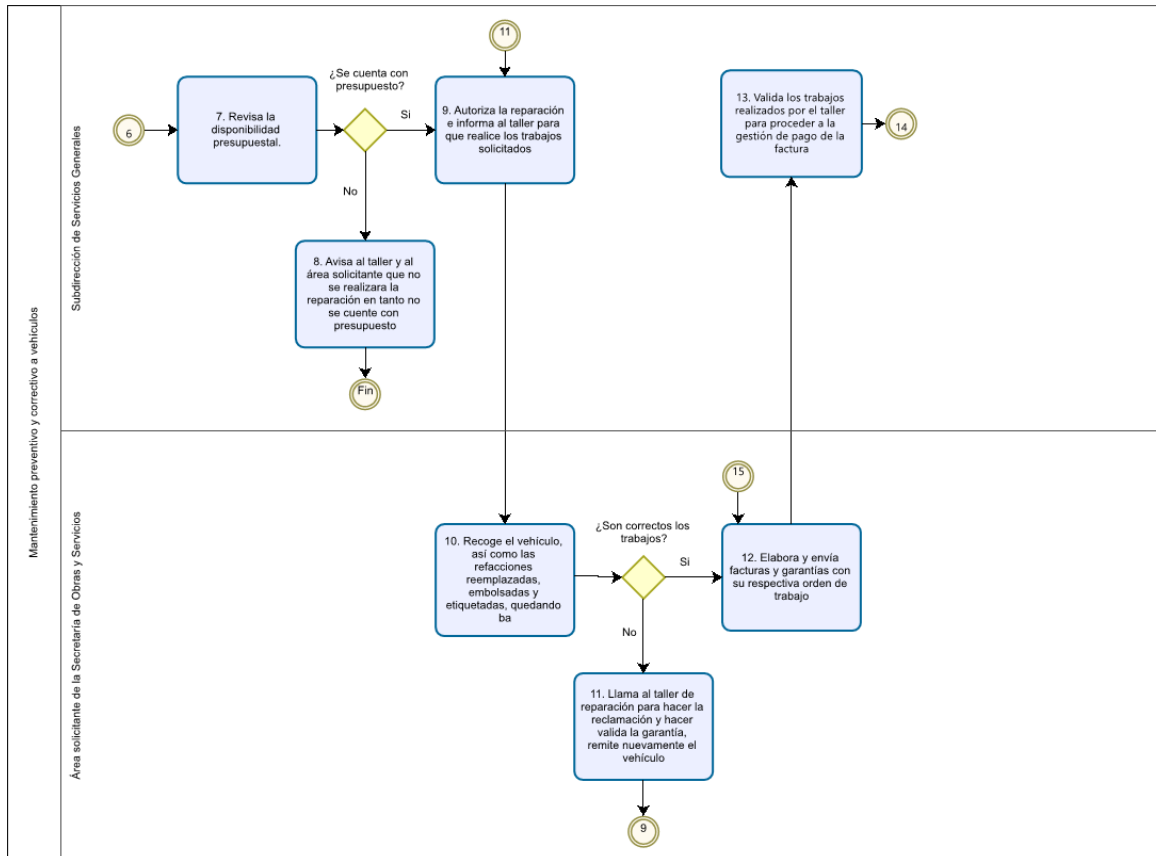 Mantenimiento preventivo y correctivo a vehículos
Subdirección de Servicios Generales
6
7. Revisa la
disponibilidad
presupuestal.
¿Se cuenta con
presupuesto?
Si
No
8. Avisa al taller y al
área solicitante que no
se realizara la
reparación en tanto no
se cuente con
presupuesto
Fin
11
9. Autoriza la reparación
e informa al taller para
que realice los trabajos
solicitados
13. Valida los trabajos
realizados por el taller
para proceder a la
gestión de pago de la
factura
14
Área solicitante de la Secretaría de Obras y Servicios
10. Recoge el vehículo,
así como las
refacciones
reemplazadas,
embolsadas y
etiquetadas, quedando
ba
¿Son correctos los
trabajos?
Si
No
15
12. Elabora y envía
facturas y garantías con
su respectiva orden de
trabajo
11. Llama al taller de
reparación para hacer la
reclamación y hacer
valida la garantía,
remite nuevamente el
vehículo
9